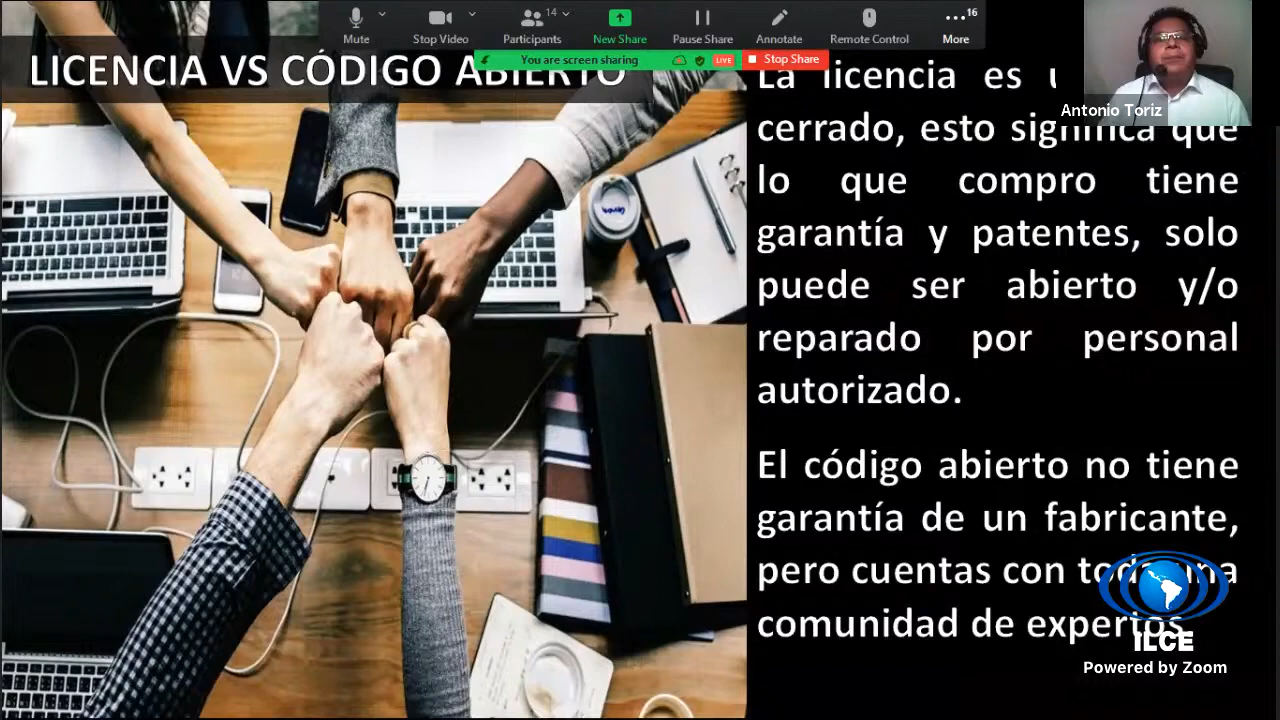 Mute
Stop Video
14
Participants
New Share
Pause Share
Annotate
Remote Control
16
More
You are screen sharing
LIVE
Stop Share
Antonio Toriz
LICENCIA VS CÓDIGO ABIERTO
La licencia es
cerrado, esto significa que
lo que compro tiene
garantía y patentes, solo
puede ser abierto y/o
reparado por personal
autorizado.
El código abierto no tiene
garantía de un fabricante,
pero cuentas con toda una
comunidad de expertos.
ILCE
Powered by Zoom